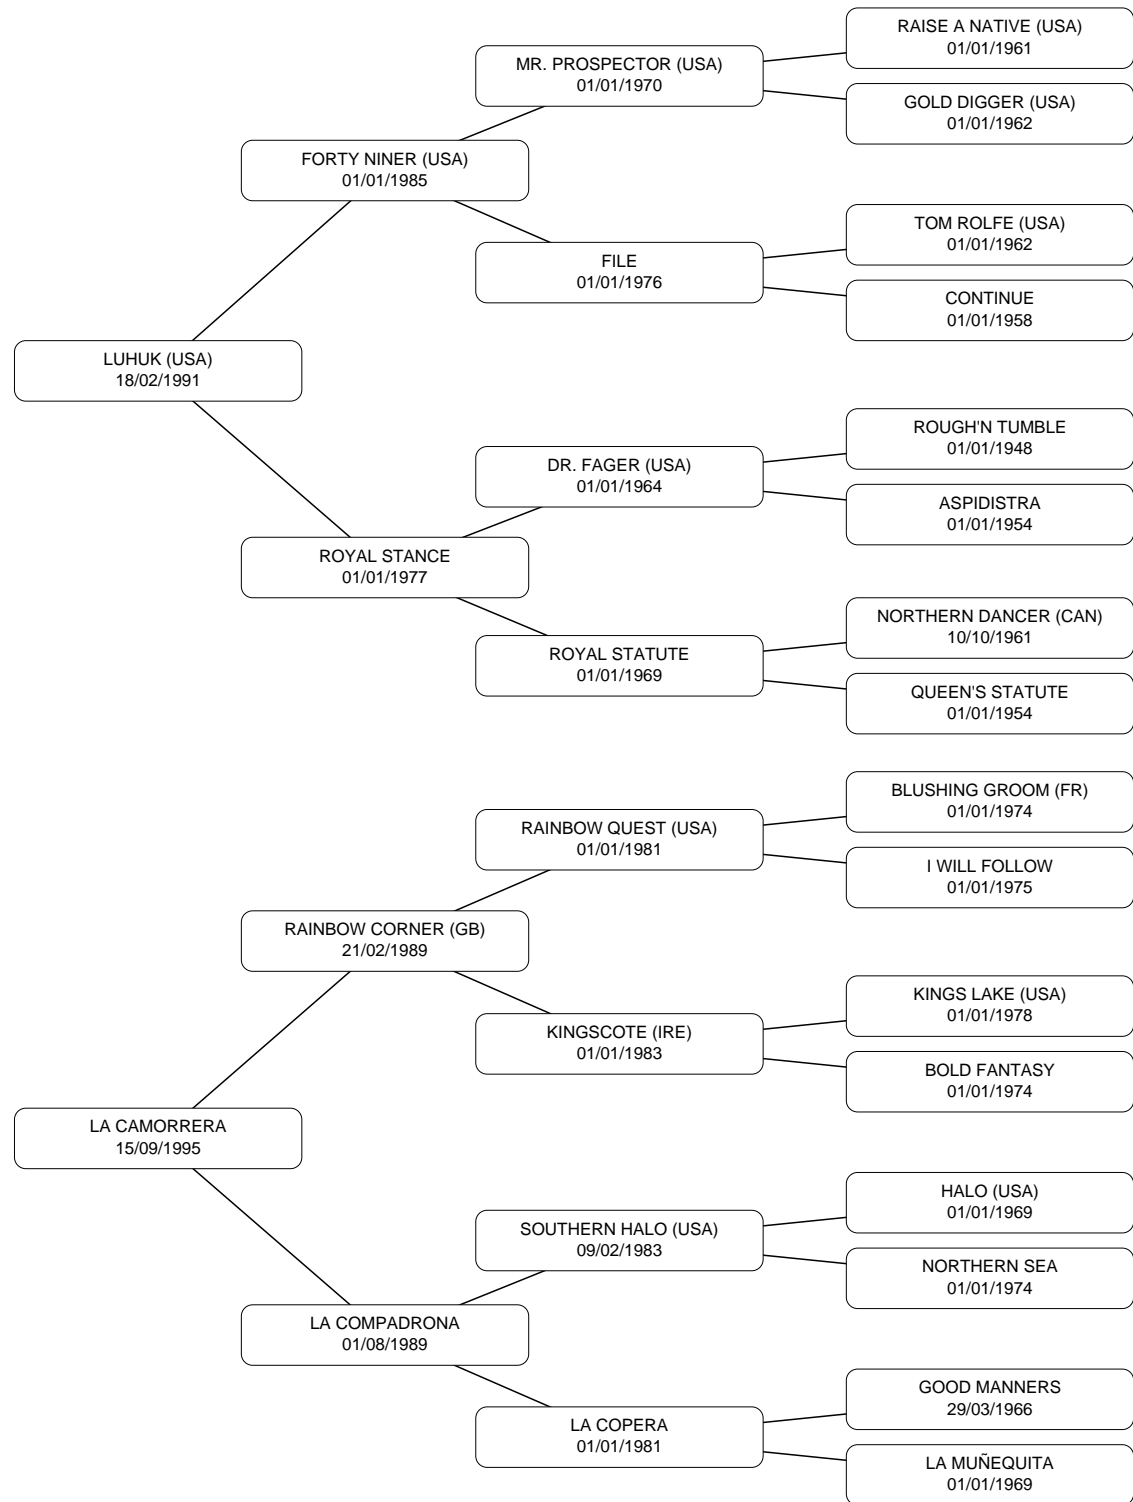 RAISE A NATIVE (USA)
01/01/1961
MR. PROSPECTOR (USA)
01/01/1970
GOLD DIGGER (USA)
01/01/1962
FORTY NINER (USA)
01/01/1985
TOM ROLFE (USA)
01/01/1962
FILE
01/01/1976
CONTINUE
01/01/1958
LUHUK (USA)
18/02/1991
ROUGH'N TUMBLE
01/01/1948
DR. FAGER (USA)
01/01/1964
ASPIDISTRA
01/01/1954
ROYAL STANCE
01/01/1977
NORTHERN DANCER (CAN)
10/10/1961
ROYAL STATUTE
01/01/1969
QUEEN'S STATUTE
01/01/1954
BLUSHING GROOM (FR)
01/01/1974
RAINBOW QUEST (USA)
01/01/1981
I WILL FOLLOW
01/01/1975
RAINBOW CORNER (GB)
21/02/1989
KINGS LAKE (USA)
01/01/1978
KINGSCOTE (IRE)
01/01/1983
BOLD FANTASY
01/01/1974
LA CAMORRERA
15/09/1995
HALO (USA)
01/01/1969
SOUTHERN HALO (USA)
09/02/1983
NORTHERN SEA
01/01/1974
LA COMPADRONA
01/08/1989
GOOD MANNERS
29/03/1966
LA COPERA
01/01/1981
LA MUÑEQUITA
01/01/1969